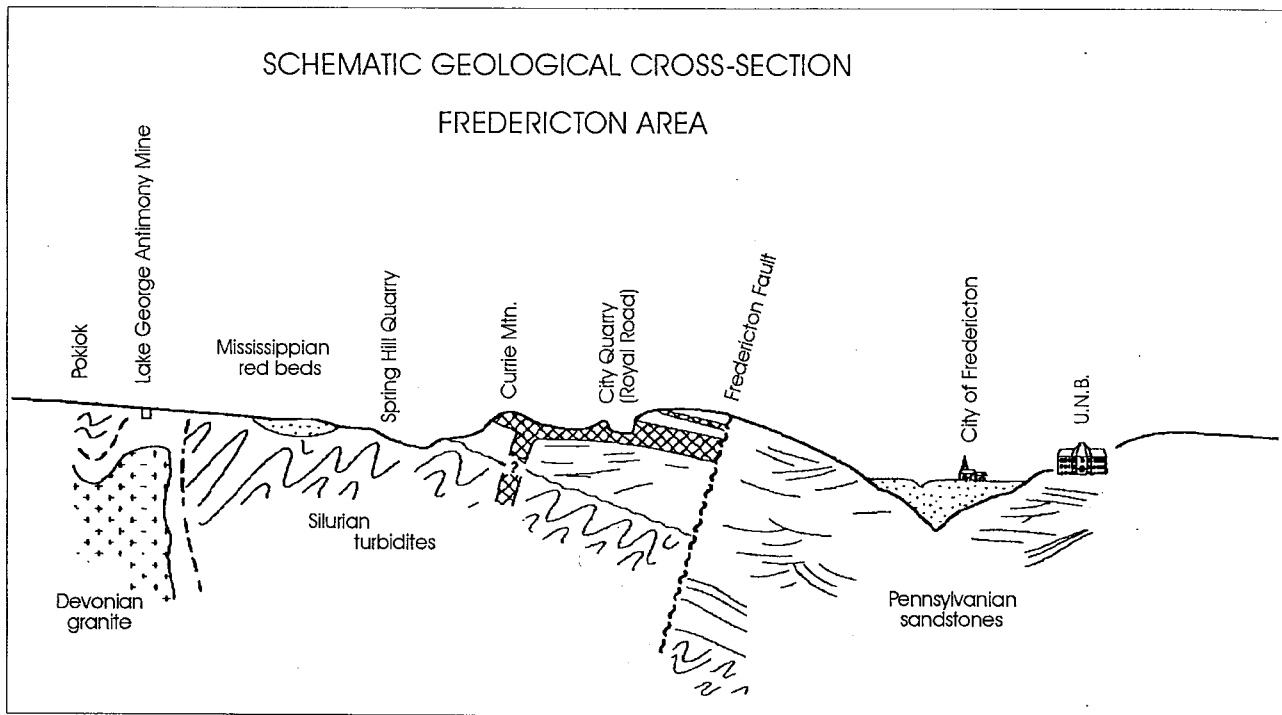 SCHEMATIC GEOLOGICAL CROSS-SECTION
FREDERICTON AREA
Pokiok
Lake George Antimony Mine
Mississippian
red beds
Spring Hill Quarry
Currie Mtn.
City Quarry
(Royal Road)
Fredericton Fault
City of Fredericton
U.N.B.
?
Silurian
turbidites
Devonian
granite
Pennsylvanian
sandstones